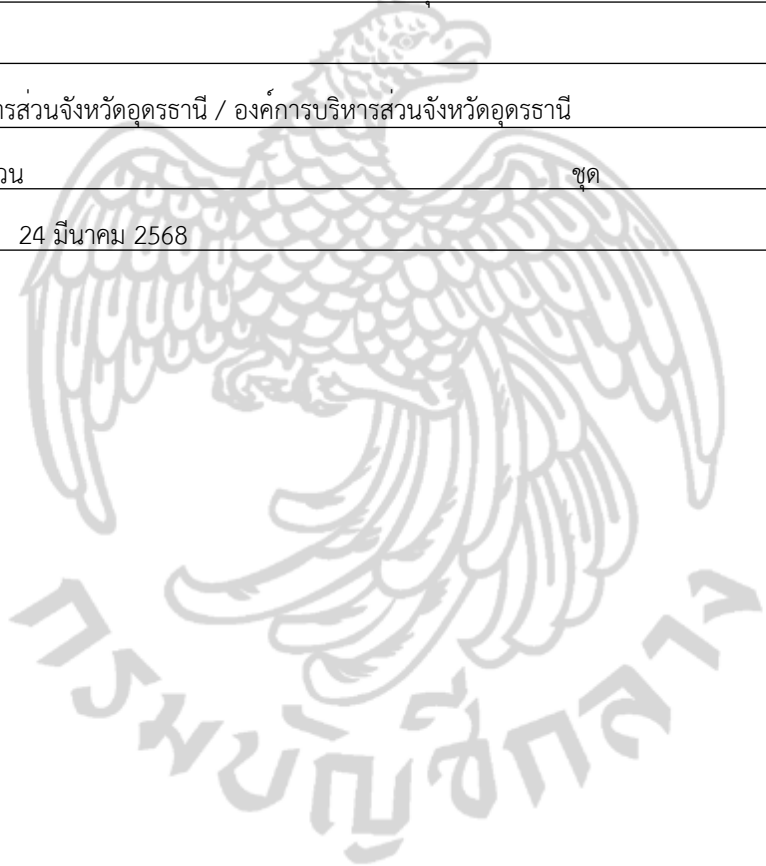 ารส่วนจังหวัดอุดรธานี / องค์การบริหารส่วนจังหวัดอุดรธานี
วน ชุด
24 มีนาคม 2568
กรมบัญชีกลาง